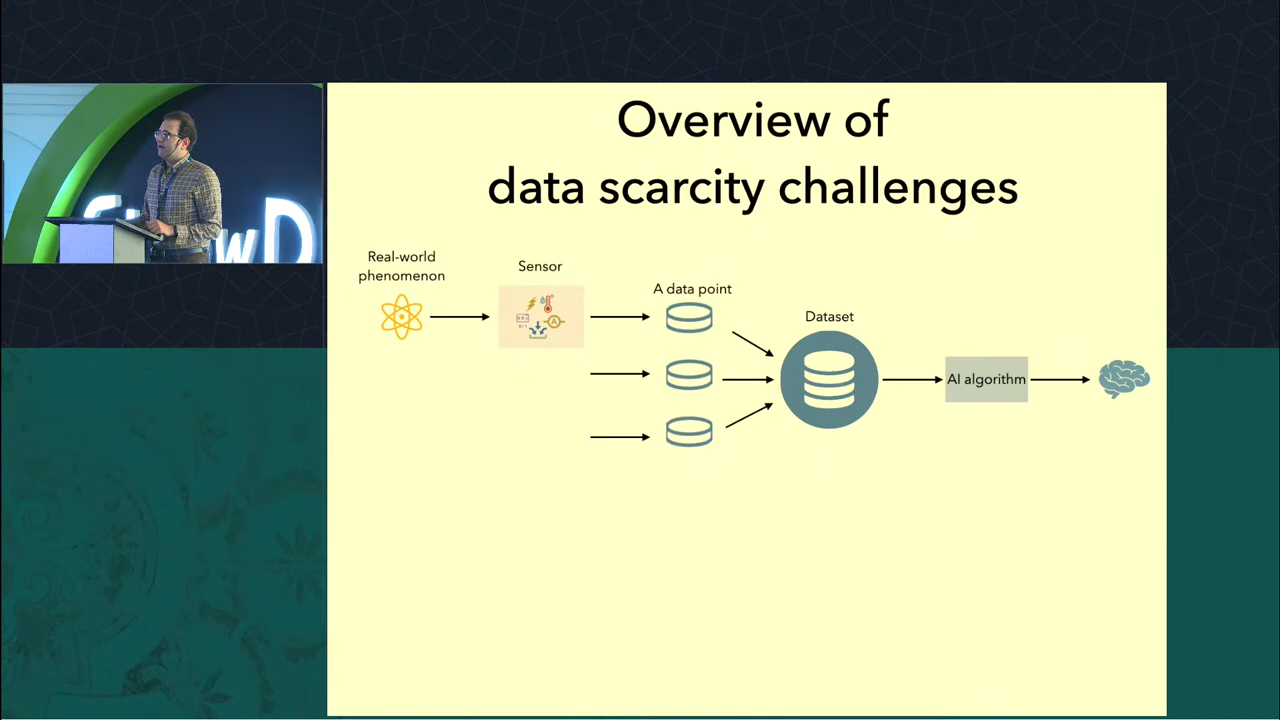 Overview of
data scarcity challenges
Real-world
phenomenon
Sensor
A data point
Dataset
A
AI algorithm
w D